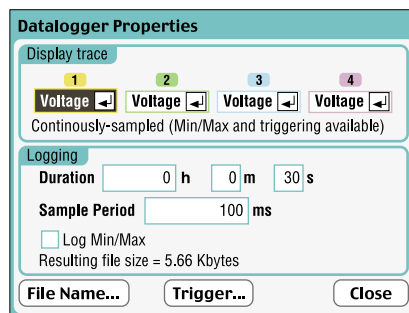 Datalogger Properties
Display trace
1 2 3 4
Voltage Voltage Voltage Voltage
Continously-sampled (Min/Max and triggering available)
Logging
Duration 0 h 0 m 30 s
Sample Period 100 ms
Log Min/Max
Resulting file size = 5.66 Kbytes
File Name... Trigger... Close